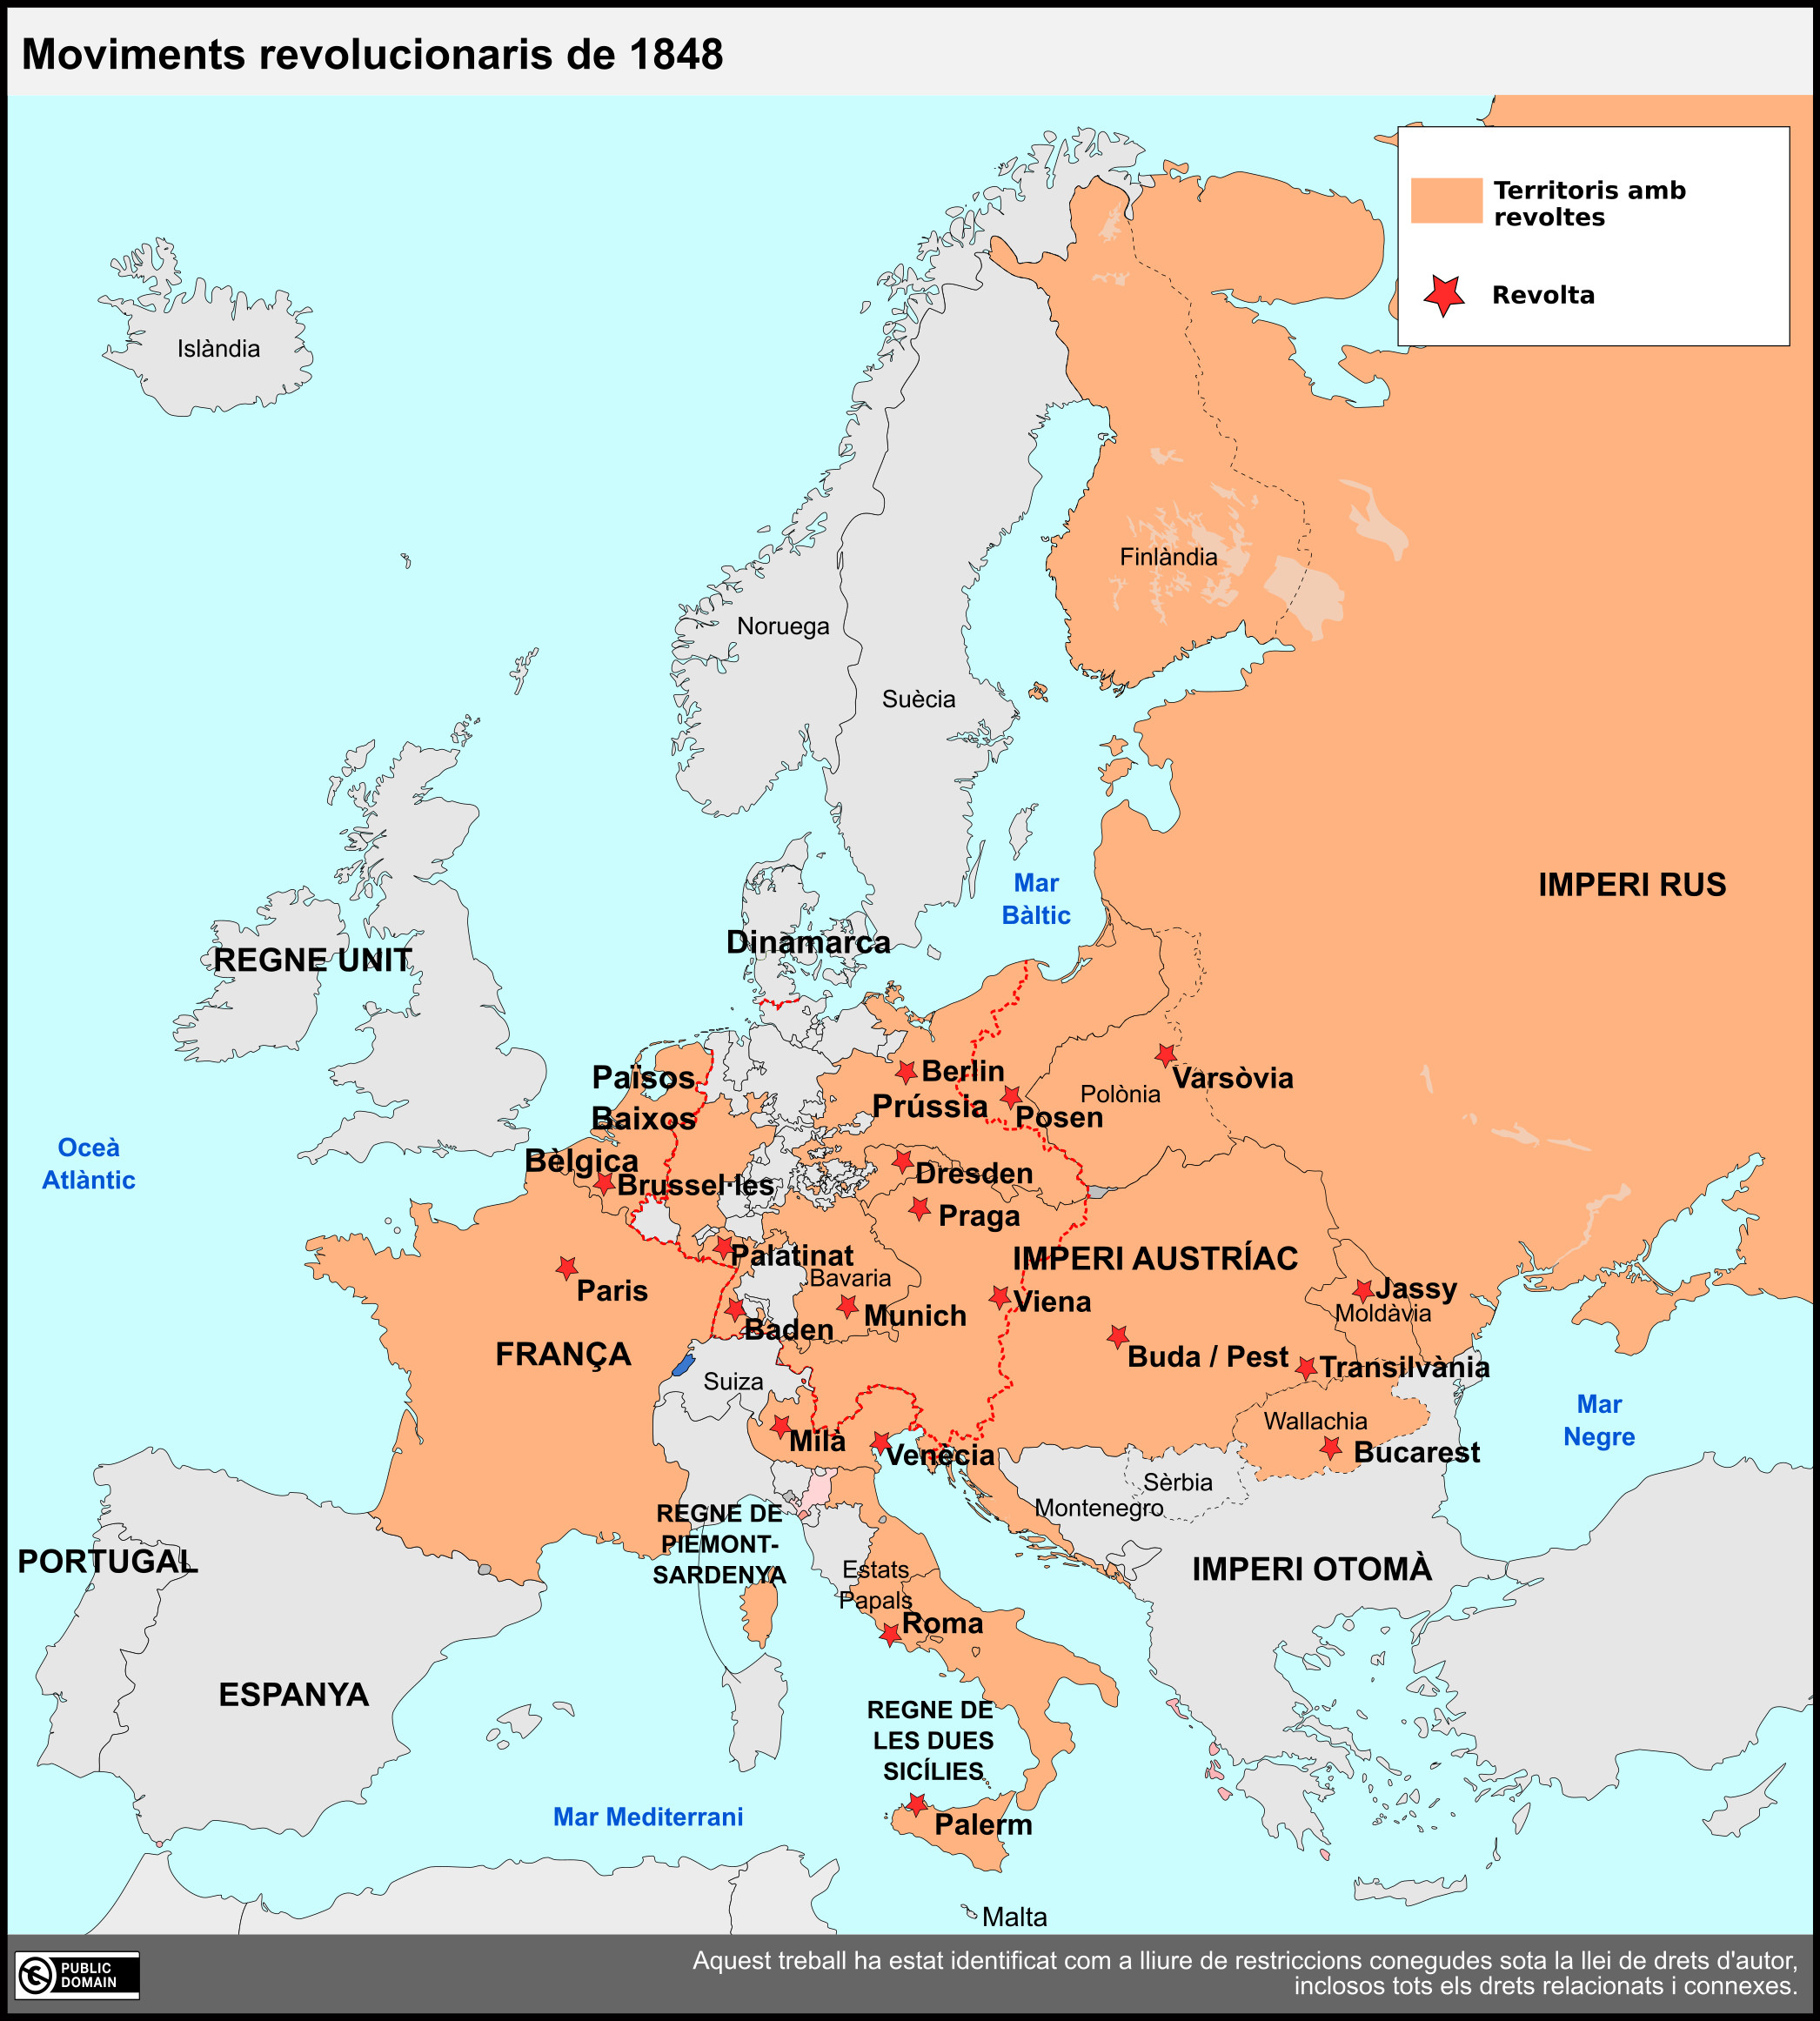 Moviments revolucionaris de 1848
Territoris amb
revoltes
Revolta
Islàndia
Finlàndia
Noruega
Suècia
IMPERI RUS
Mar
Bàltic
Dinamarca
REGNE UNIT
Països
Baixos
Berlin
Varsòvia
Polònia
Prússia
Posen
Oceà
Atlàntic
Bèlgica
Brussel·les
Dresden
Praga
Palatinat
IMPERI AUSTRÍAC
Bavaria
Paris
Jassy
Moldàvia
Viena
Munich
Baden
FRANÇA
Buda / Pest
Transilvània
Suiza
Mar
Negre
Wallachia
Milà
Venècia
Bucarest
Sèrbia
Montenegro
REGNE DE
PIEMONT-
SARDENYA
PORTUGAL
IMPERI OTOMÀ
Estats
Papals
Roma
ESPANYA
REGNE DE
LES DUES
SICÍLIES
Mar Mediterrani
Palerm
Malta
PUBLIC
DOMAIN
Aquest treball ha estat identificat com a lliure de restriccions conegudes sota la llei de drets d'autor,
inclosos tots els drets relacionats i connexes.